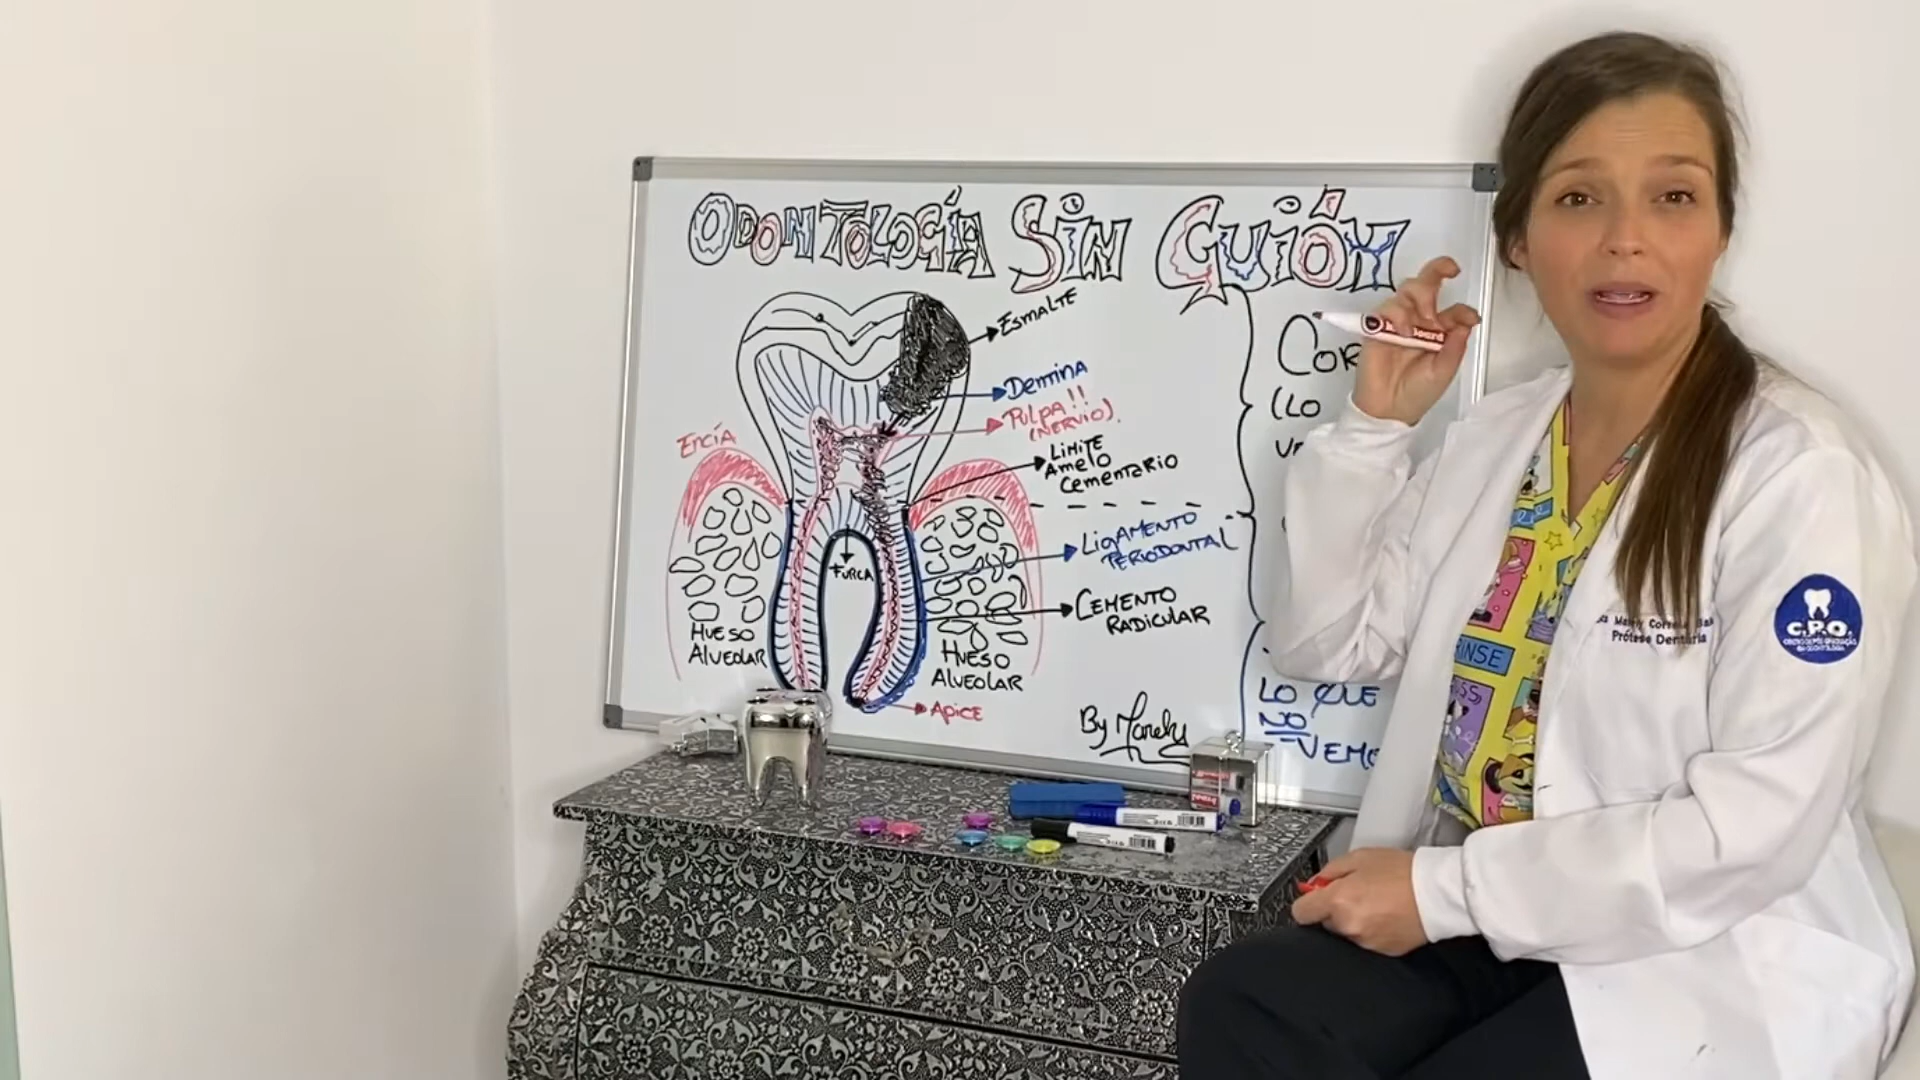 ODONTOLOGÍA SIN GUIÓN
ESMALTE
DENTINA
PULPA!!
(NERVIO).
ENCÍA
LIMITE
AMELO
CEMENTARIO
LIGAMENTO
PERIODONTAL
FURCA
CEMENTO
RADICULAR
HUESO
ALVEOLAR
HUESO
ALVEOLAR
APICE
By Marely
COR
(LO
LO QUE
NO
VEMO
RINSE
Prótese Dentária
C.P.O.